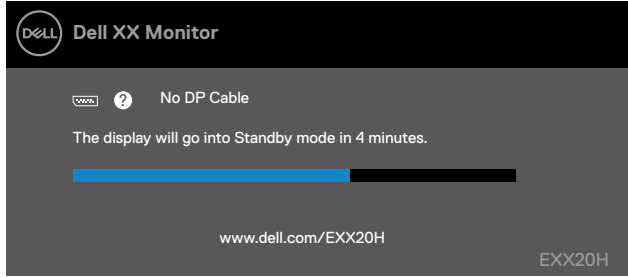 DELL Dell XX Monitor
? No DP Cable
The display will go into Standby mode in 4 minutes.
www.dell.com/EXX20H
EXX20H